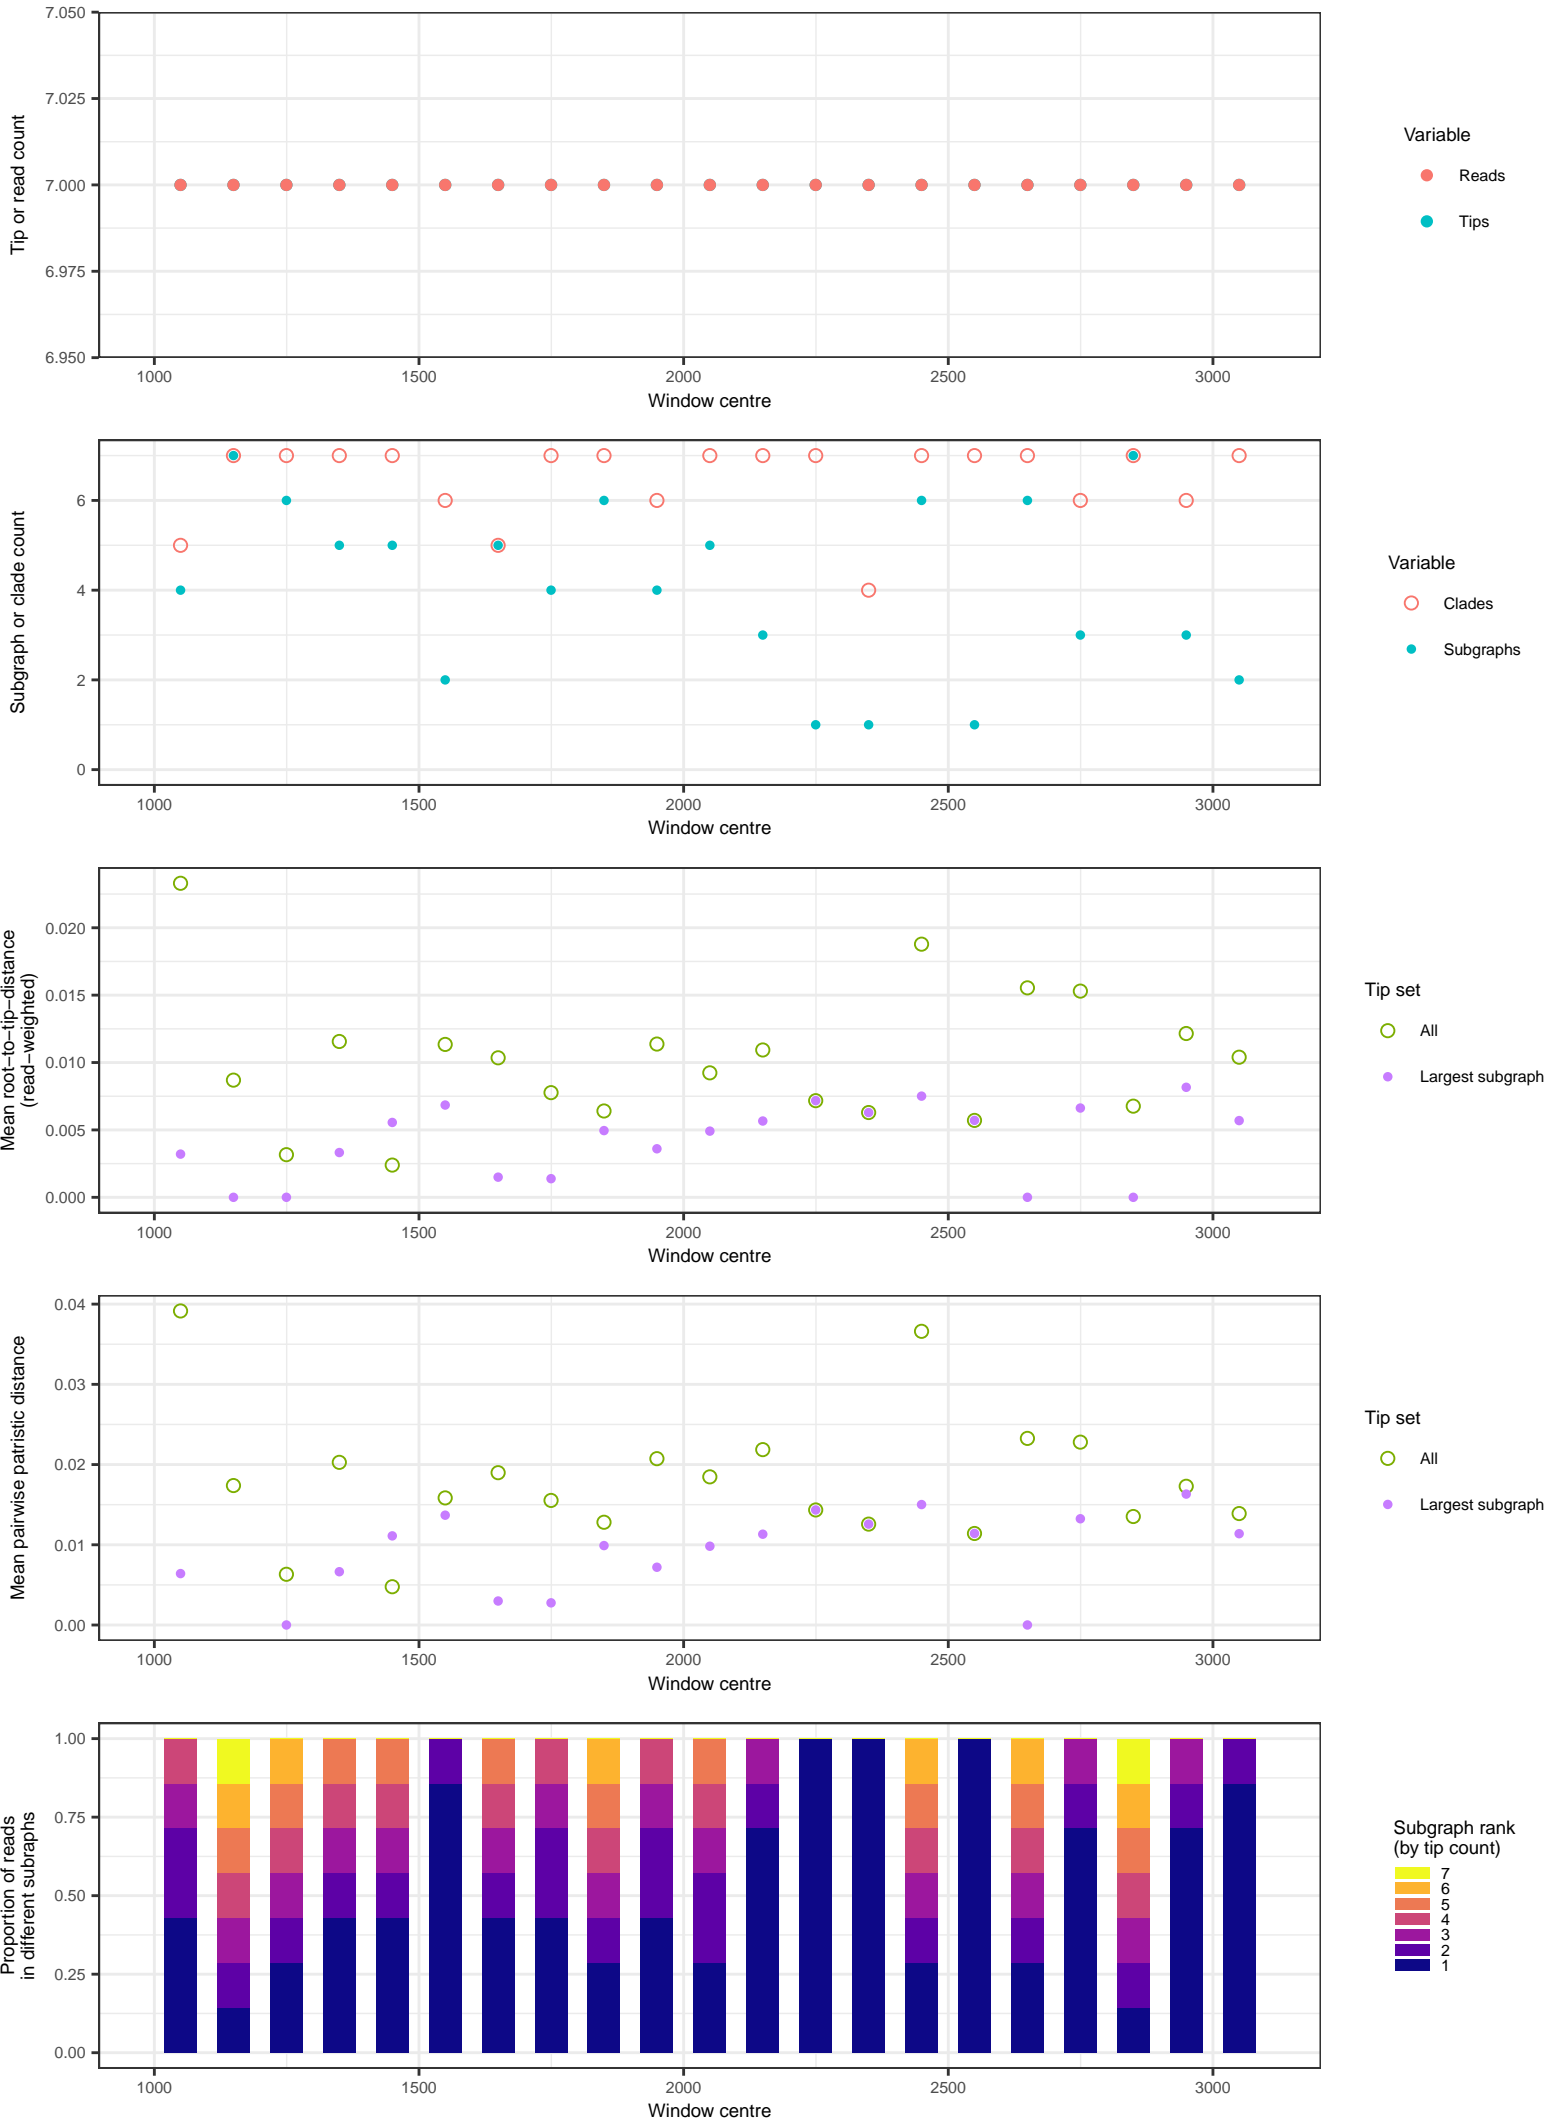 7.050
7.025
7.000
6.975
6.950
Tip or read count
1000 1500 2000 2500 3000
Window centre
Variable
Reads
Tips
6
4
2
0
Subgraph or clade count
1000 1500 2000 2500 3000
Window centre
Variable
Clades
Subgraphs
0.020
0.015
0.010
0.005
0.000
Mean root−to−tip−distance
(read−weighted)
1000 1500 2000 2500 3000
Window centre
Tip set
All
Largest subgraph
0.04
0.03
0.02
0.01
0.00
Mean pairwise patristic distance
1000 1500 2000 2500 3000
Window centre
Tip set
All
Largest subgraph
1.00
0.75
0.50
0.25
0.00
Proportion of reads
in different subraphs
1000 1500 2000 2500 3000
Window centre
Subgraph rank
(by tip count)
7
6
5
4
3
2
1